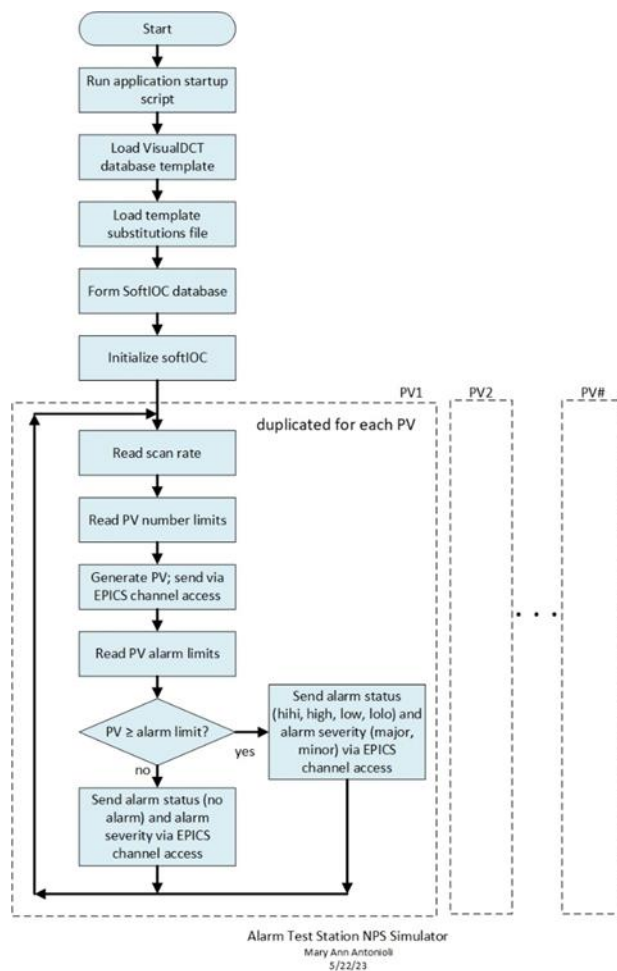 Start
Run application startup
script
Load VisualDCT
database template
Load template
substitutions file
Form SoftIOC database
Initialize softIOC
PV1
PV2
PV#
duplicated for each PV
Read scan rate
Read PV number limits
Generate PV; send via
EPICS channel access
Read PV alarm limits
PV ≥ alarm limit?
yes
no
Send alarm status
(hihi, high, low, lolo) and
alarm severity (major,
minor) via EPICS
channel access
Send alarm status (no
alarm) and alarm
severity via EPICS
channel access
. . .
Alarm Test Station NPS Simulator
Mary Ann Antonioli
5/22/23